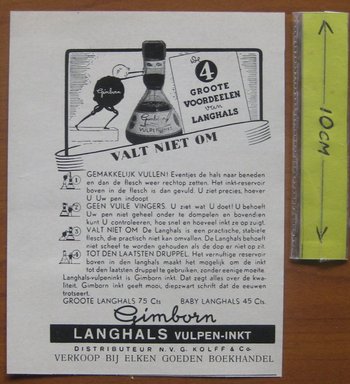 De
4
GROOTE
VOORDEELEN
van
LANGHALS
Gimborn
VULPEN-INKT
VALT NIET OM
1 GEMAKKELIJK VULLEN! Eventjes de hals naar beneden
en dan de flesch weer rechtop zetten. Het inkt-reservoir
boven in de flesch is dan gevuld. U ziet precies, hoever
U Uw pen indoopt
2 GEEN VUILE VINGERS. U ziet wat U doet! U behoeft
Uw pen niet geheel onder te dompelen en bovendien
kunt U controleeren, hoe snel en hoeveel inkt ze op zuigt.
3 VALT NIET OM De Langhals is een practische, stabiele
flesch, die practisch niet kan omvallen. De Langhals behoeft
niet scheef te worden gehouden als de dop er niet op zit.
4 TOT DEN LAATSTEN DRUPPEL. Het vernuftige reservoir
boven in den langhals maakt het mogelijk om de inkt
tot den laatsten druppel te gebruiken, zonder eenige moeite.
Langhals-vulpeninkt is Gimborn inkt. Dat zegt alles over de kwa-
liteit. Gimborn inkt geeft mooi, diepzwart schrift dat de eeuwen
trotseert.
GROOTE LANGHALS 75 Cts. BABY LANGHALS 45 Cts.
Gimborn
LANGHALS VULPEN-INKT
DISTRIBUTEUR N.V. G. KOLFF & Co.
VERKOOP BIJ ELKEN GOEDEN BOEKHANDEL
10CM